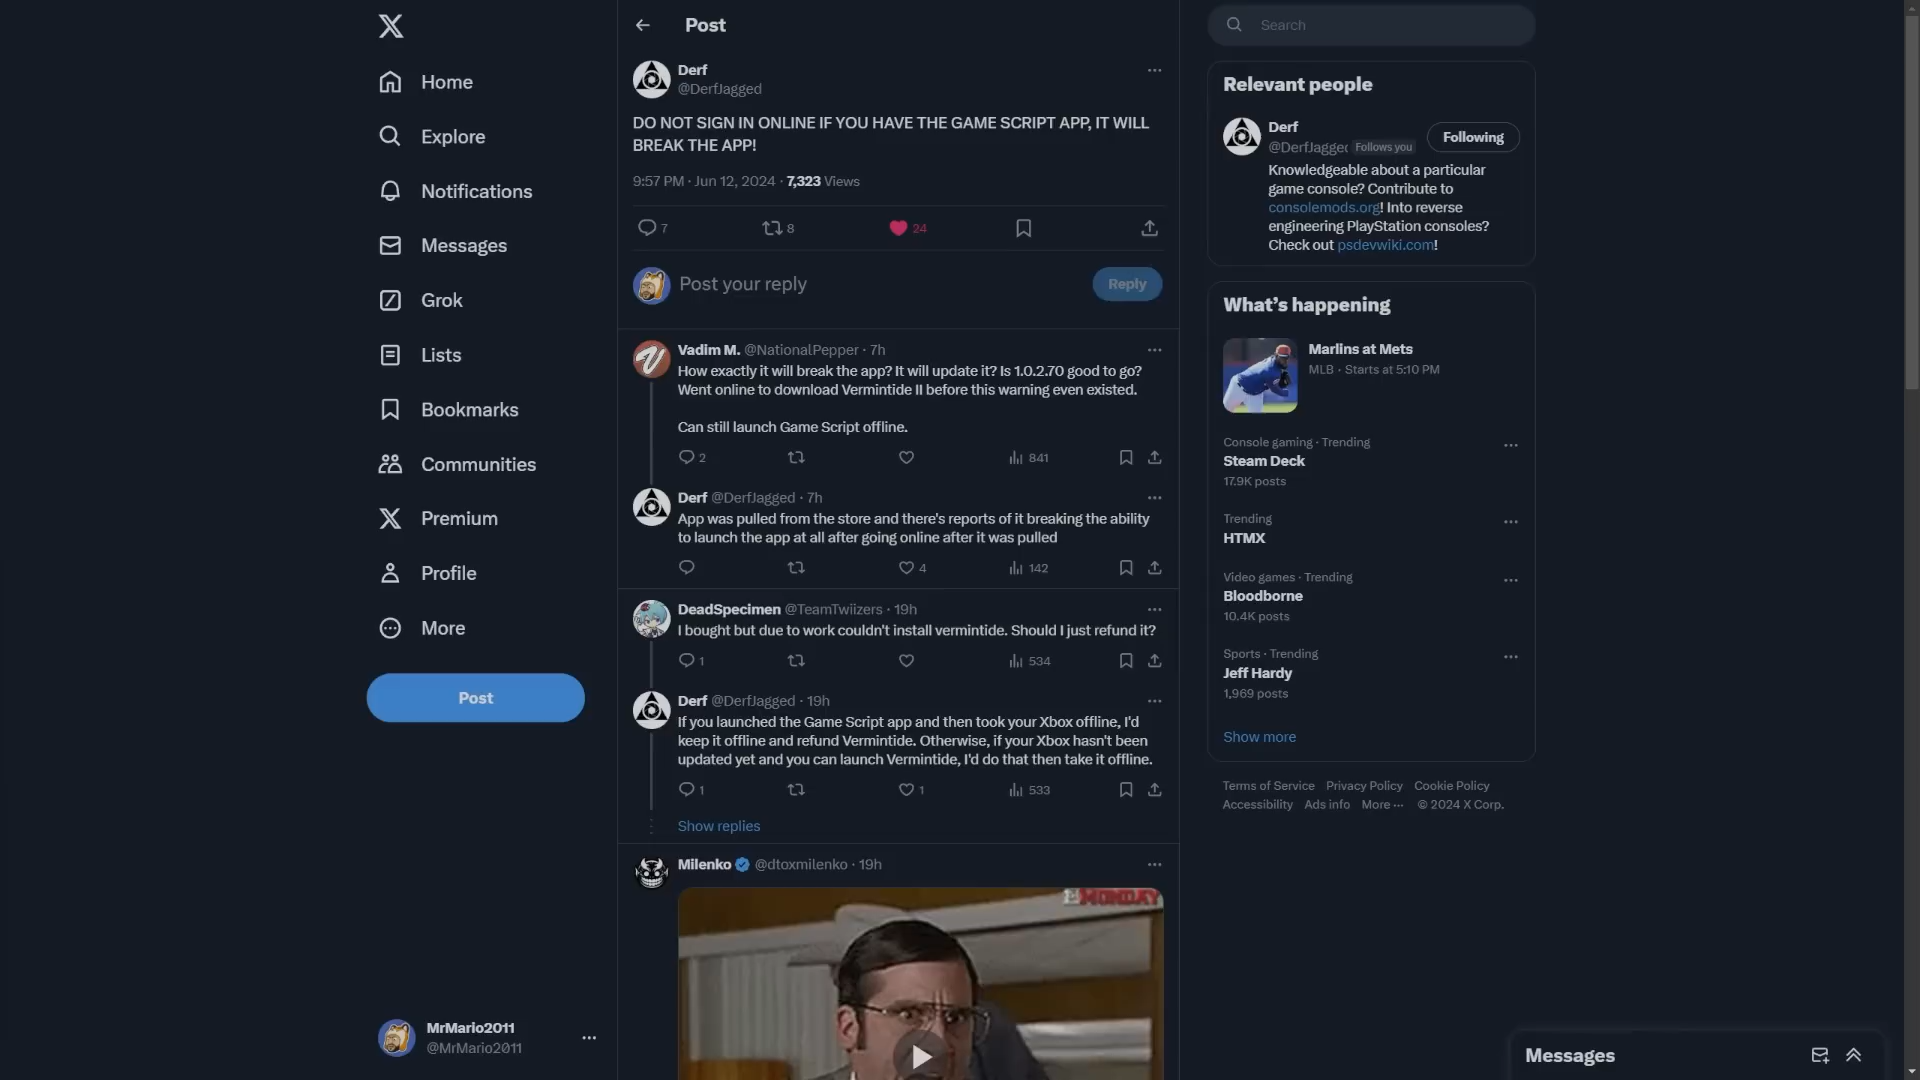 Home
Explore
Notifications
Messages
Grok
Lists
Bookmarks
Communities
Premium
Profile
More
Post
MrMario2011
@MrMario2011
Post
Derf
@DerfJagged
DO NOT SIGN IN ONLINE IF YOU HAVE THE GAME SCRIPT APP, IT WILL
BREAK THE APP!
9:57 PM · Jun 12, 2024 · 7,323 Views
7 8 24
Post your reply
Reply
Vadim M. @NationalPepper · 7h
How exactly it will break the app? It will update it? Is 1.0.2.70 good to go?
Went online to download Vermintide II before this warning even existed.
Can still launch Game Script offline.
2 841
Derf @DerfJagged · 7h
App was pulled from the store and there's reports of it breaking the ability
to launch the app at all after going online after it was pulled
4 142
DeadSpecimen @TeamTwiizers · 19h
I bought but due to work couldn't install vermintide. Should I just refund it?
1 534
Derf @DerfJagged · 19h
If you launched the Game Script app and then took your Xbox offline, I'd
keep it offline and refund Vermintide. Otherwise, if your Xbox hasn't been
updated yet and you can launch Vermintide, I'd do that then take it offline.
1 1 533
Show replies
Milenko @dtoxmilenko · 19h
MONDAY
Search
Relevant people
Derf
@DerfJagged Follows you
Following
Knowledgeable about a particular
game console? Contribute to
consolemods.org! Into reverse
engineering PlayStation consoles?
Check out psdevwiki.com!
What's happening
Marlins at Mets
MLB · Starts at 5:10 PM
Console gaming · Trending
Steam Deck
17.9K posts
Trending
HTMX
Video games · Trending
Bloodborne
10.4K posts
Sports · Trending
Jeff Hardy
1,969 posts
Show more
Terms of Service Privacy Policy Cookie Policy
Accessibility Ads info More ··· © 2024 X Corp.
Messages